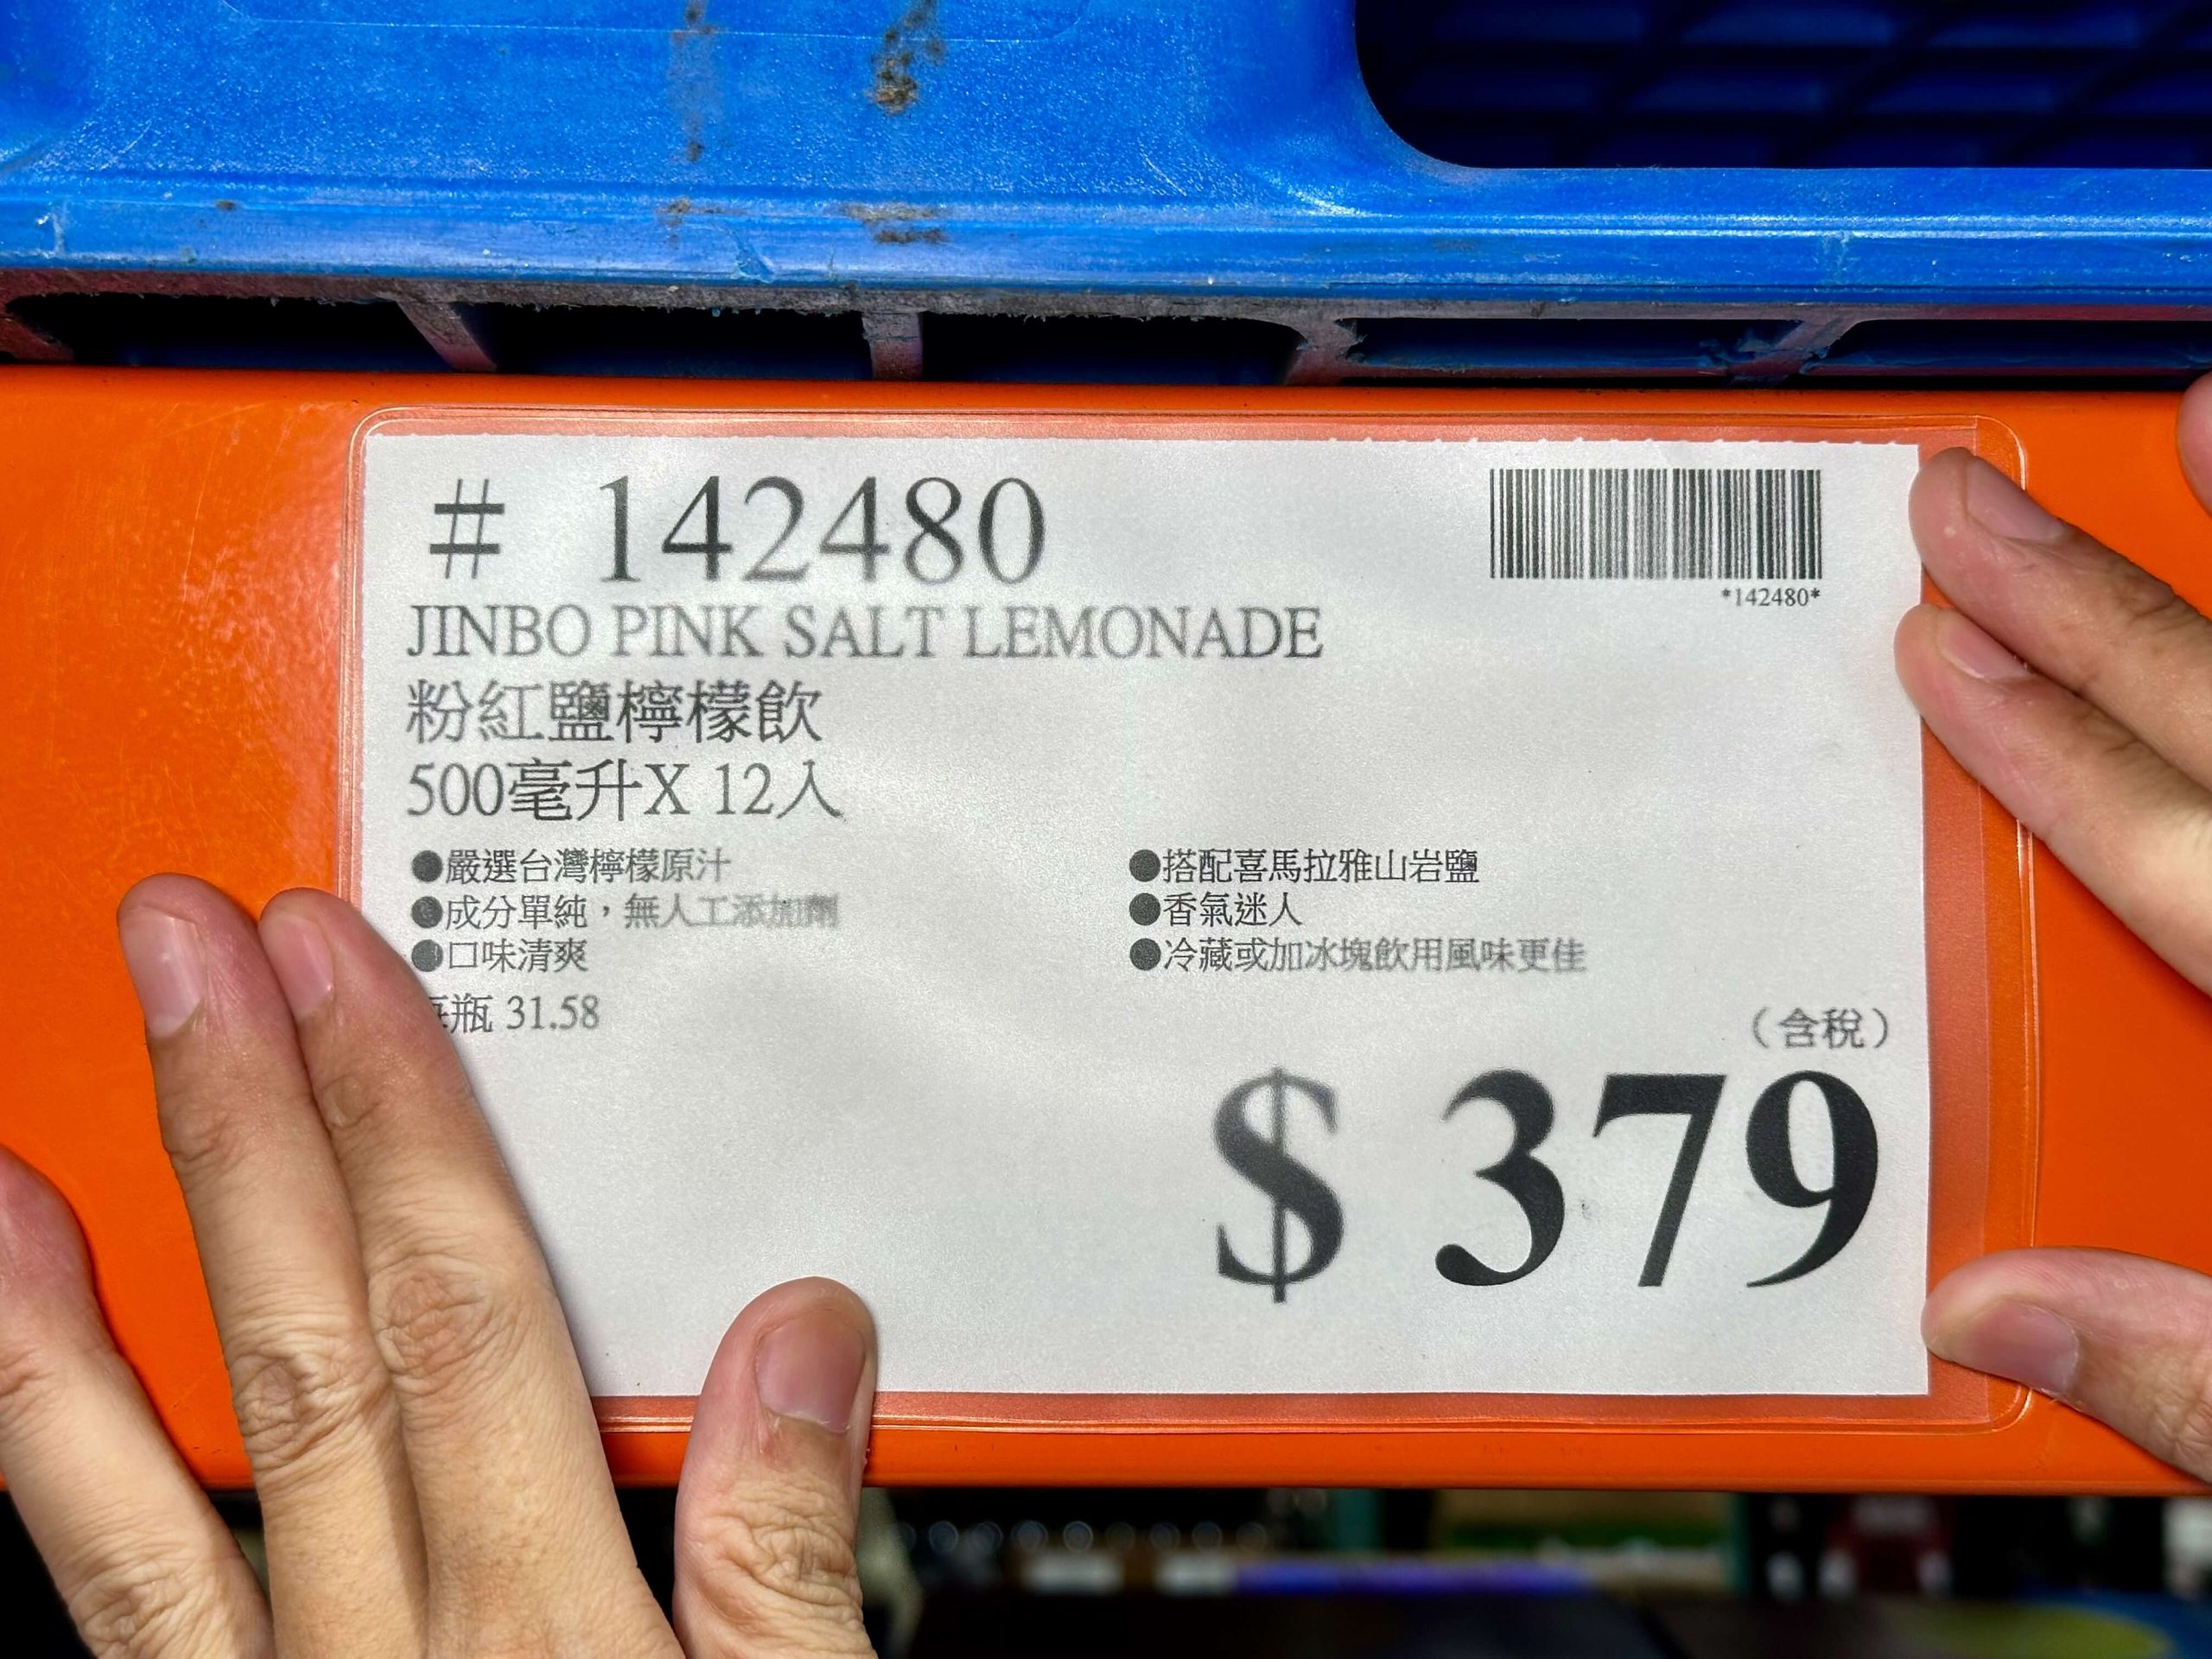 # 142480
*142480*
JINBO PINK SALT LEMONADE
粉紅鹽檸檬飲
500毫升X 12入
●嚴選台灣檸檬原汁
●成分單純，無人工添加劑
●口味清爽
●搭配喜馬拉雅山岩鹽
●香氣迷人
●冷藏或加冰塊飲用風味更佳
每瓶 31.58
（含稅）
$ 379